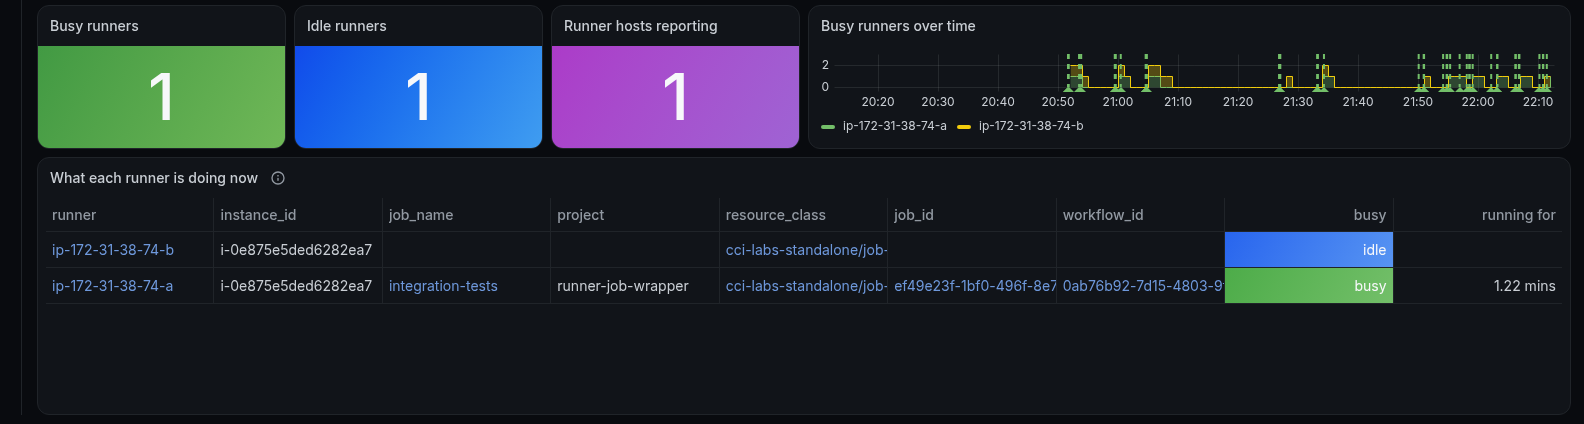 Busy runners
1
Idle runners
1
Runner hosts reporting
1
Busy runners over time
2
0
20:20 20:30 20:40 20:50 21:00 21:10 21:20 21:30 21:40 21:50 22:00 22:10
ip-172-31-38-74-a ip-172-31-38-74-b
What each runner is doing now
runner instance_id job_name project resource_class job_id workflow_id busy running for
ip-172-31-38-74-b i-0e875e5ded6282ea7 cci-labs-standalone/job- idle
ip-172-31-38-74-a i-0e875e5ded6282ea7 integration-tests runner-job-wrapper cci-labs-standalone/job- ef49e23f-1bf0-496f-8e7 0ab76b92-7d15-4803-9 busy 1.22 mins